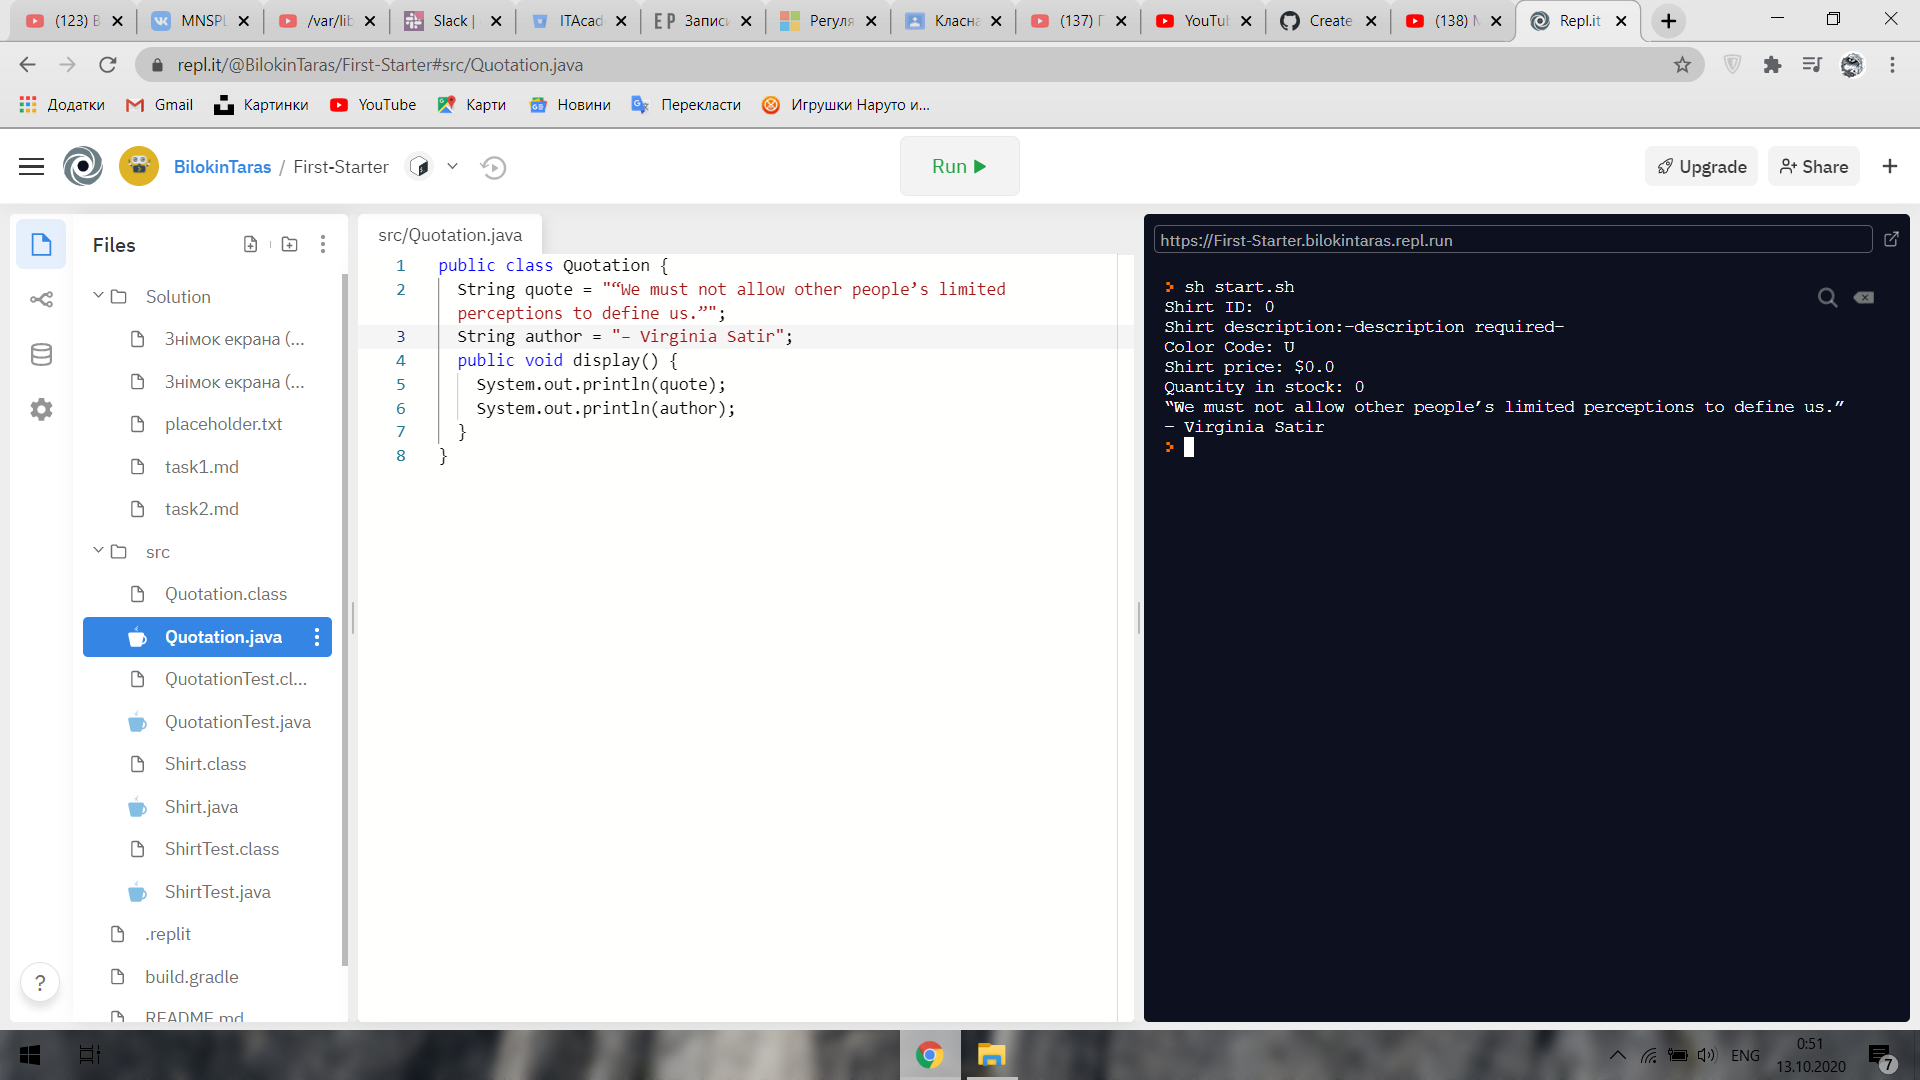 (123) В
MNSPL
/var/lib
Slack |
ITAcad
EP Записи
Регуля
Класна
(137) Г
YouTub
Create
(138) М
Repl.it
repl.it/@BilokinTaras/First-Starter#src/Quotation.java
Додатки Gmail Картинки YouTube Карти Новини Перекласти Игрушки Наруто и...
BilokinTaras / First-Starter
Run
Upgrade
Share
Files
Solution
Знімок екрана (...
Знімок екрана (...
placeholder.txt
task1.md
task2.md
src
Quotation.class
Quotation.java
QuotationTest.cl...
QuotationTest.java
Shirt.class
Shirt.java
ShirtTest.class
ShirtTest.java
.replit
build.gradle
README.md
?
src/Quotation.java
1 public class Quotation {
2 String quote = "“We must not allow other people’s limited
perceptions to define us.”";
3 String author = "– Virginia Satir";
4 public void display() {
5 System.out.println(quote);
6 System.out.println(author);
7 }
8 }
https://First-Starter.bilokintaras.repl.run
> sh start.sh
Shirt ID: 0
Shirt description:-description required-
Color Code: U
Shirt price: $0.0
Quantity in stock: 0
“We must not allow other people’s limited perceptions to define us.”
– Virginia Satir
>
ENG
0:51
13.10.2020
7